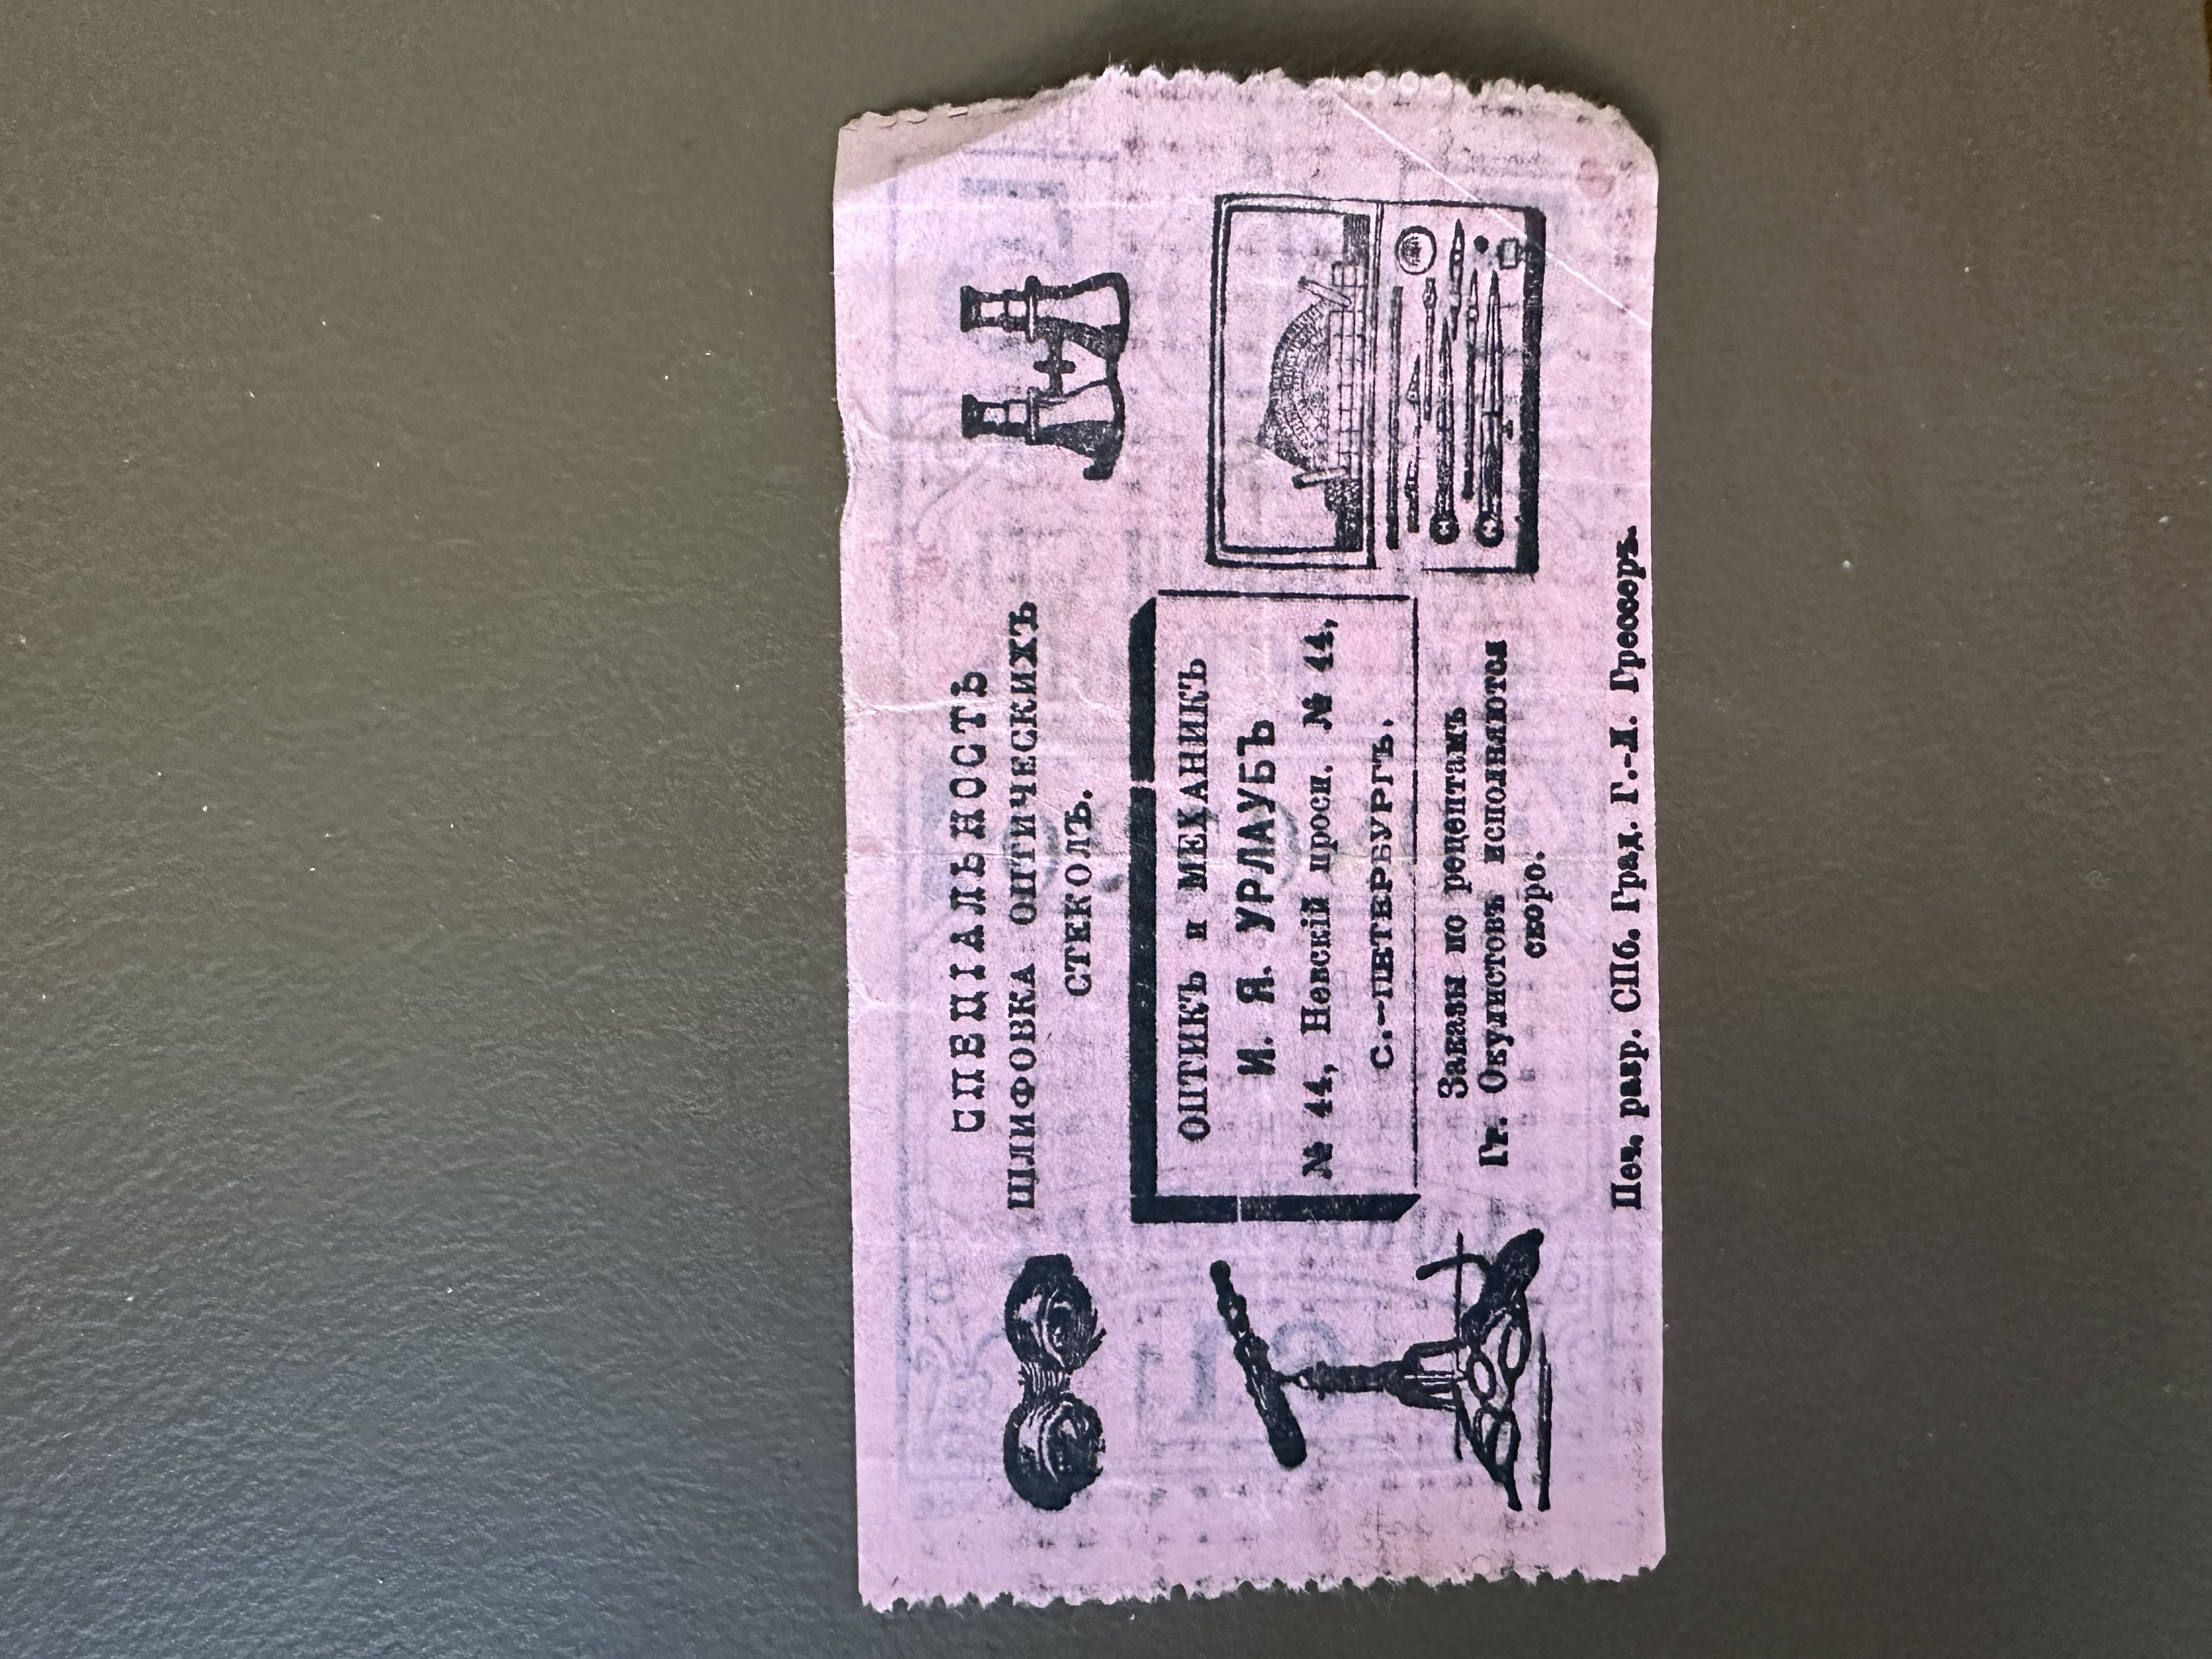 СПЕЦІАЛЬНОСТЬ
ШЛИФОВКА ОПТИЧЕСКИХЪ
СТЕКОЛЪ.
ОПТИКЪ и МЕХАНИКЪ
И. Я. УРЛАУБЪ
№ 44, Невскій просп. № 44,
С.-ПЕТЕРБУРГЪ.
Заказы по рецептамъ
Гг. Окулистовъ исполняются
скоро.
Печ. разр. СПб. Град. Г.-Л. Грессеръ.